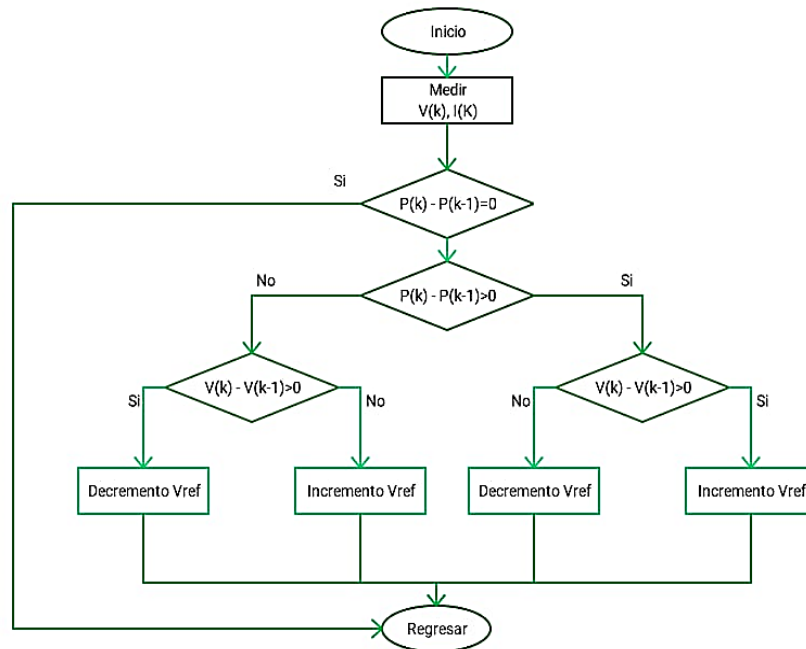 Inicio
Medir
V(k), I(K)
Si
P(k) - P(k-1)=0
No
P(k) - P(k-1)>0
Si
V(k) - V(k-1)>0
V(k) - V(k-1)>0
Si
No
No
Si
Decremento Vref
Incremento Vref
Decremento Vref
Incremento Vref
Regresar